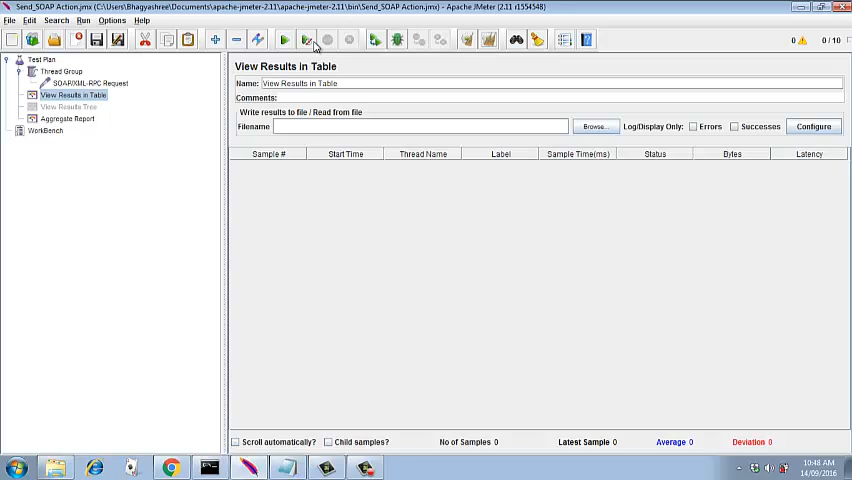 Send_SOAP Action.jmx (C:\Users\Bhagyashree\Documents\apache-jmeter-2.11\apache-jmeter-2.11\bin\Send_SOAP Action.jmx) - Apache JMeter (2.11 r1554548)
File Edit Search Run Options Help
0 0 / 10
Test Plan
Thread Group
SOAP/XML-RPC Request
View Results in Table
View Results Tree
Aggregate Report
WorkBench
View Results in Table
Name: View Results in Table
Comments:
Write results to file / Read from file
Filename Browse... Log/Display Only: Errors Successes Configure
Sample # Start Time Thread Name Label Sample Time(ms) Status Bytes Latency
Scroll automatically? Child samples? No of Samples 0 Latest Sample 0 Average 0 Deviation 0
10:48 AM
14/09/2016